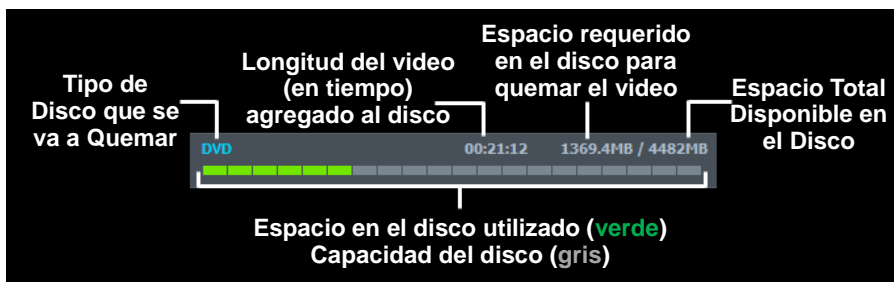 Tipo de
Disco que se
va a Quemar
Longitud del video
(en tiempo)
agregado al disco
Espacio requerido
en el disco para
quemar el video
Espacio Total
Disponible en
el Disco
DVD 00:21:12 1369.4MB / 4482MB
Espacio en el disco utilizado (verde)
Capacidad del disco (gris)